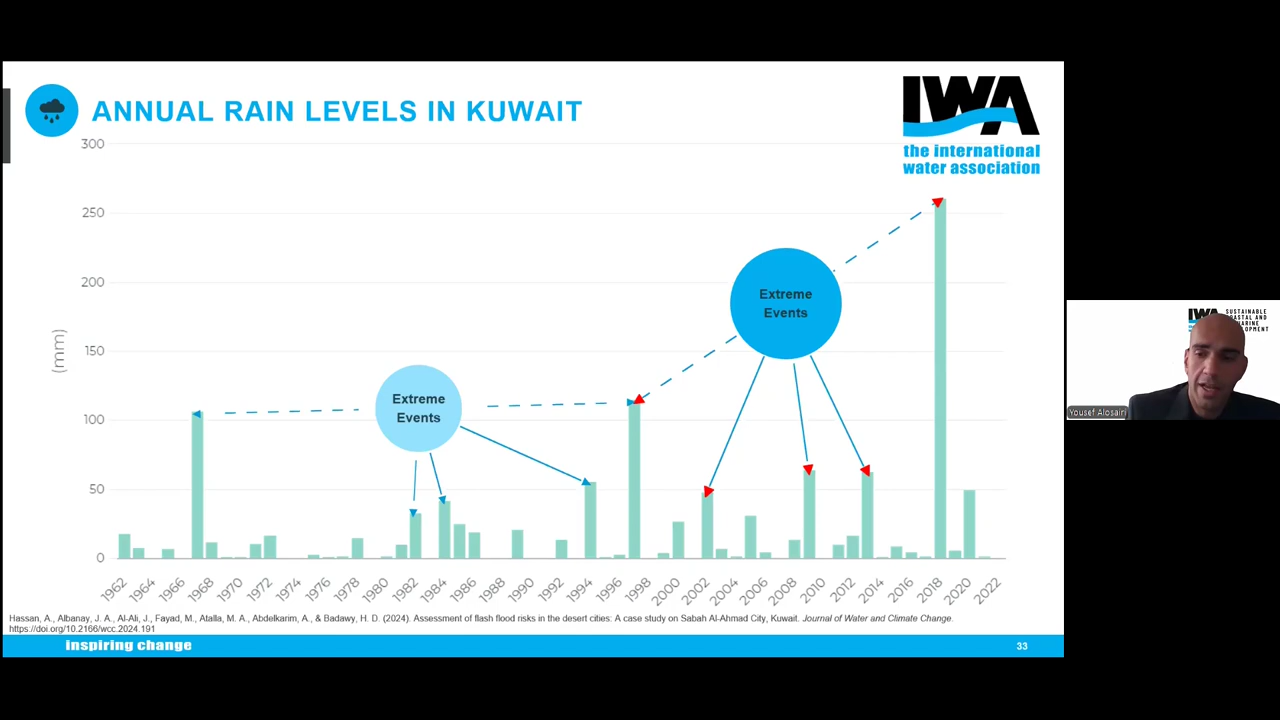 ANNUAL RAIN LEVELS IN KUWAIT
IWA
the international
water association
300
250
200
150
100
50
0
(mm)
Extreme
Events
Extreme
Events
1962
1964
1966
1968
1970
1972
1974
1976
1978
1980
1982
1984
1986
1988
1990
1992
1994
1996
1998
2000
2002
2004
2006
2008
2010
2012
2014
2016
2018
2020
2022
Hassan, A., Albanay, J. A., Al-Ali, J., Fayad, M., Atalla, M. A., Abdelkarim, A., & Badawy, H. D. (2024). Assessment of flash flood risks in the desert cities: A case study on Sabah Al-Ahmad City, Kuwait. Journal of Water and Climate Change.
https://doi.org/10.2166/wcc.2024.191
inspiring change
33
IWA
SUSTAINABLE
Yousef Alosairi